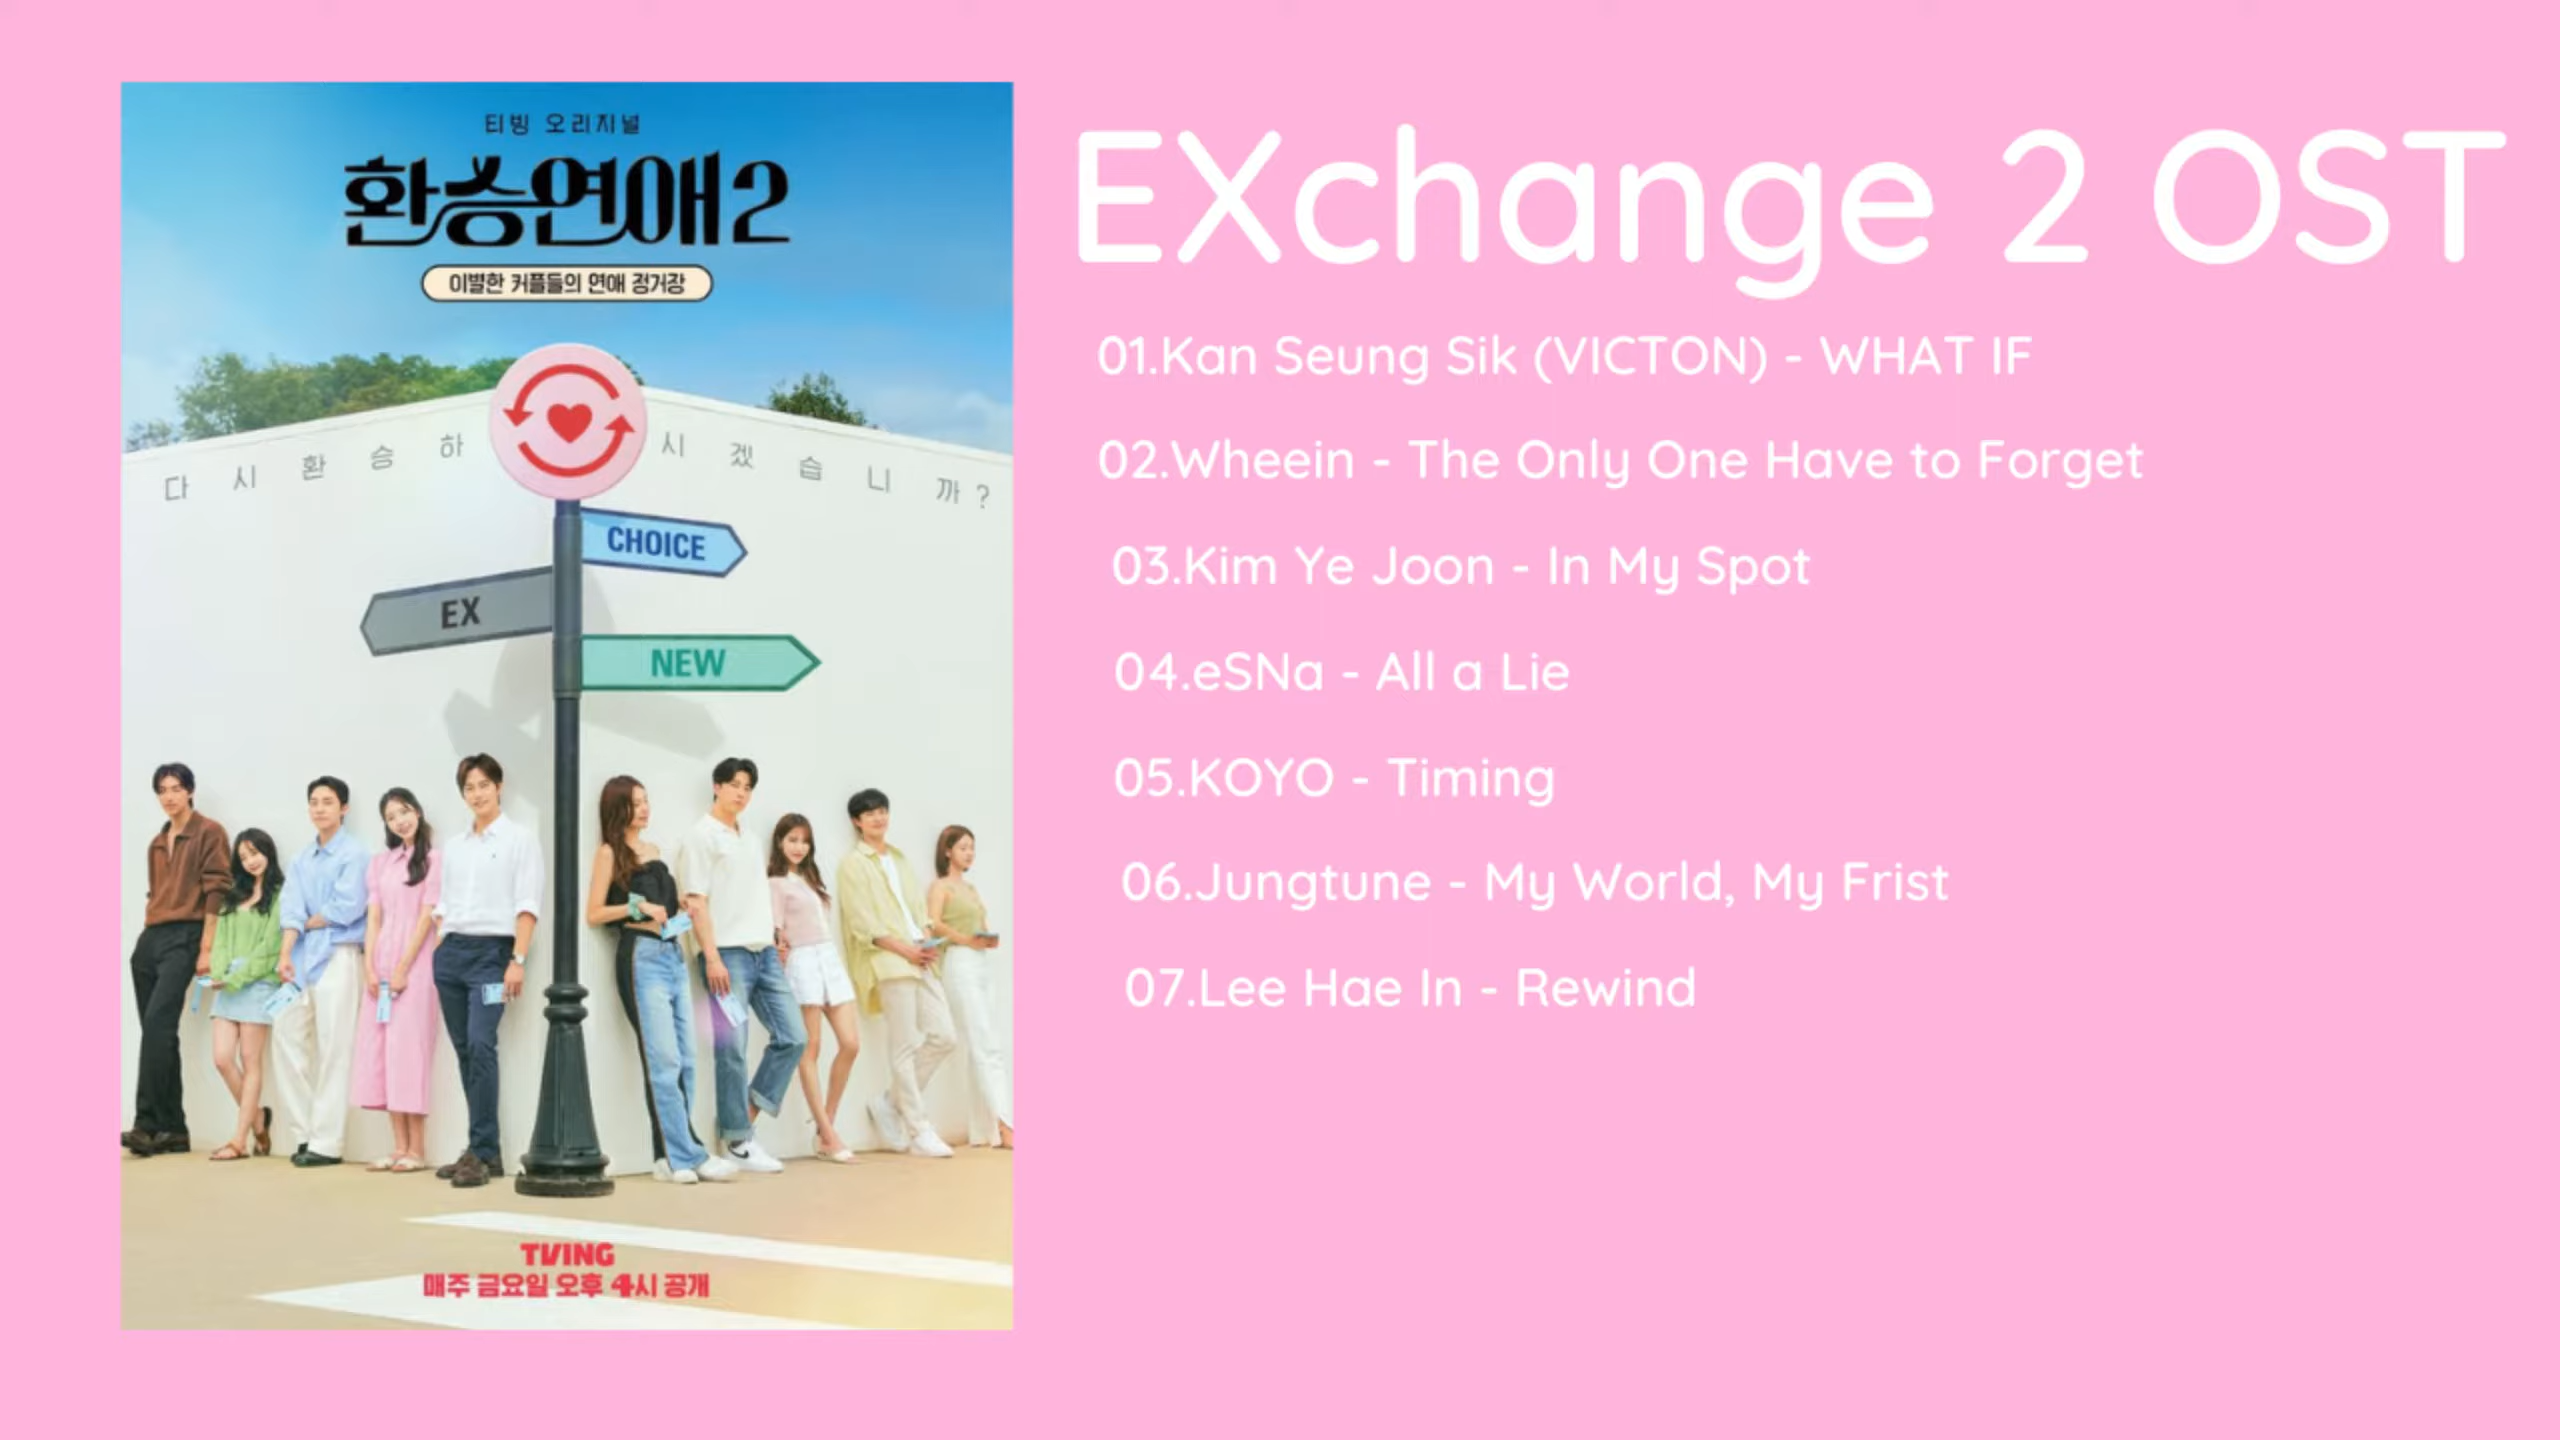 티빙 오리지널
환승연애2
이별한 커플들의 연애 정거장
다시환승하시겠습니까?
CHOICE
EX
NEW
TVING
매주 금요일 오후 4시 공개
EXchange 2 OST
01.Kan Seung Sik (VICTON) - WHAT IF
02.Wheein - The Only One Have to Forget
03.Kim Ye Joon - In My Spot
04.eSNa - All a Lie
05.KOYO - Timing
06.Jungtune - My World, My Frist
07.Lee Hae In - Rewind